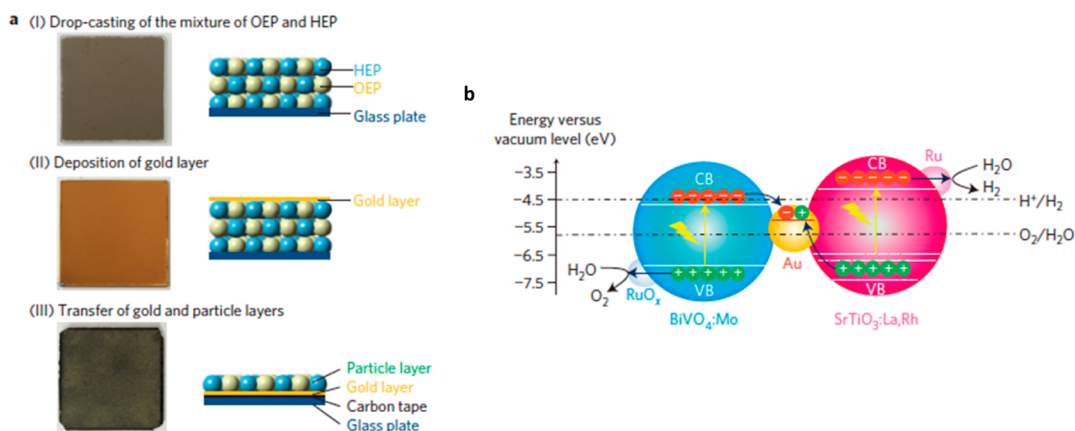 a (I) Drop-casting of the mixture of OEP and HEP
HEP
OEP
Glass plate
(II) Deposition of gold layer
Gold layer
(III) Transfer of gold and particle layers
Particle layer
Gold layer
Carbon tape
Glass plate
b
Energy versus
vacuum level (eV)
−3.5
−4.5
−5.5
−6.5
−7.5
CB
CB
Ru
H₂O
H₂
H⁺/H₂
O₂/H₂O
− − − − −
− − − − −
− +
Au
+ + + + +
+ + + + +
H₂O
O₂
RuOₓ
VB
VB
BiVO₄:Mo
SrTiO₃:La,Rh